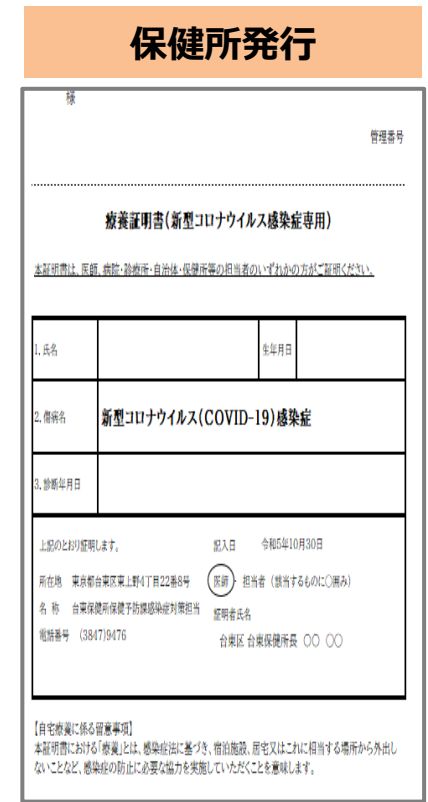 保健所発行
様
管理番号
療養証明書(新型コロナウイルス感染症専用)
本証明書は、医師、病院・診療所・自治体・保健所等の担当者のいずれかの方がご証明ください。
1. 氏名
生年月日
2. 傷病名
新型コロナウイルス(COVID-19)感染症
3. 診断年月日
上記のとおり証明します。
記入日 令和5年10月30日
所在地 東京都台東区東上野4丁目22番8号
医師 ・ 担当者 (該当するものに○囲み)
名 称 台東保健所保健予防課感染症対策担当
証明者氏名
電話番号 (3847)9476
台東区 台東保健所長 ○○ ○○
【自宅療養に係る留意事項】
本証明書における「療養」とは、感染症法に基づき、宿泊施設、居宅又はこれに相当する場所から外出し
ないことなど、感染症の防止に必要な協力を実施していただくことを意味します。